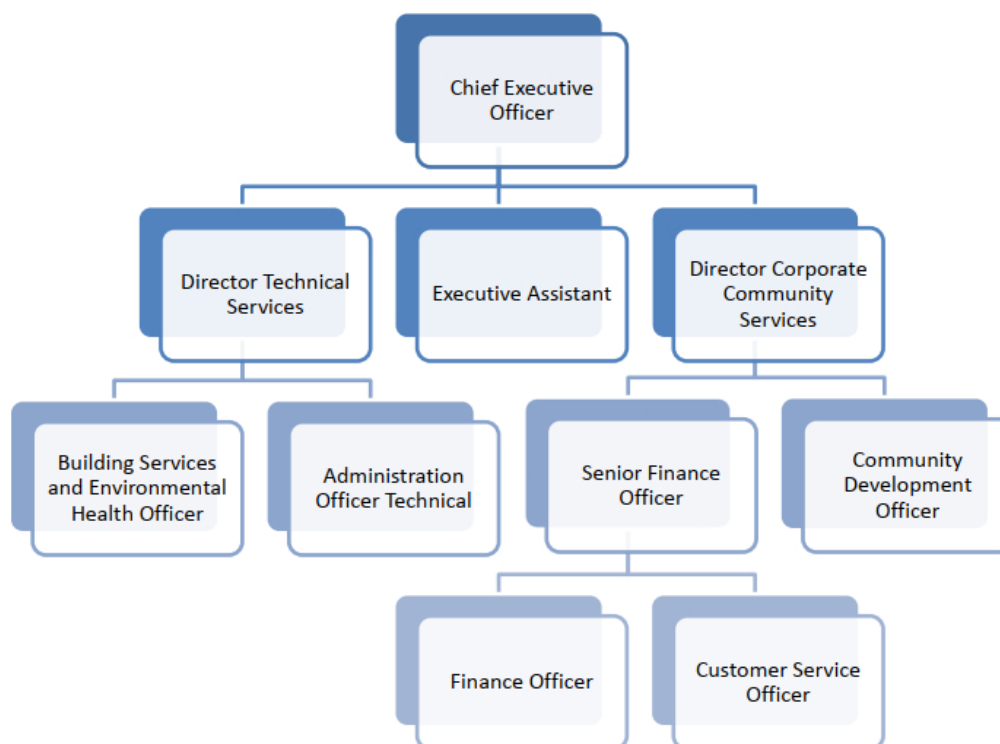 Chief Executive
Officer
Director Technical
Services
Executive Assistant
Director Corporate
Community
Services
Building Services
and Environmental
Health Officer
Administration
Officer Technical
Senior Finance
Officer
Community
Development
Officer
Finance Officer
Customer Service
Officer